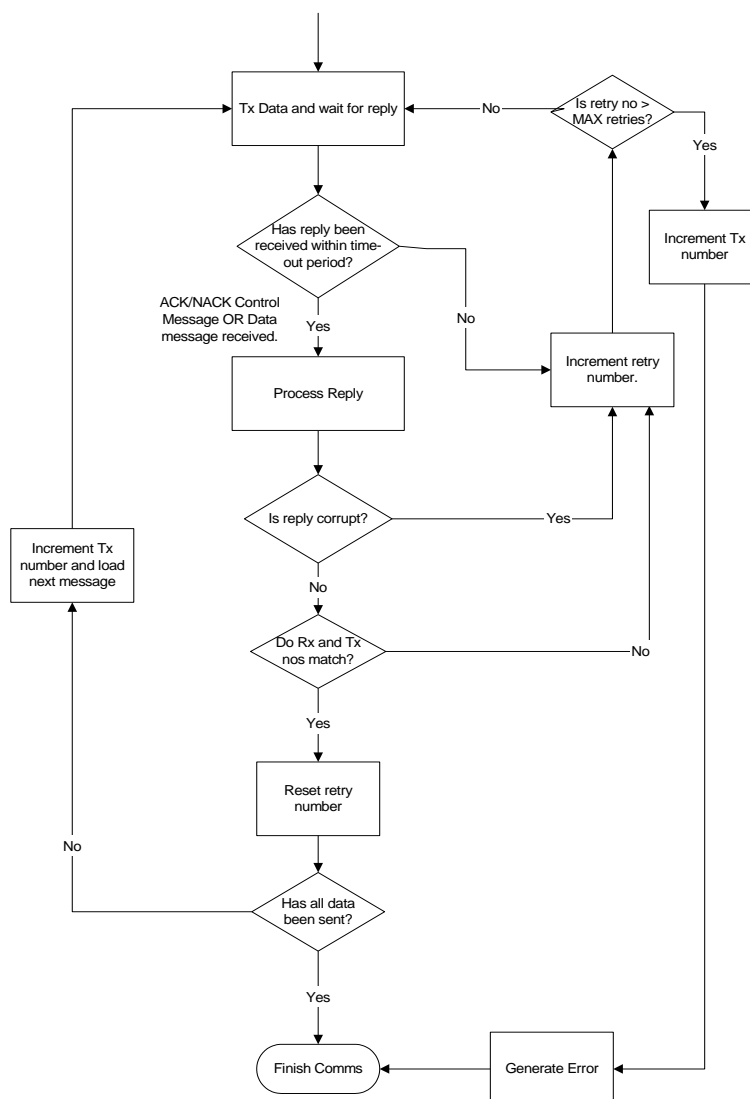 Tx Data and wait for reply
No
Is retry no >
MAX retries?
Yes
Increment Tx
number
Has reply been
received within time-
out period?
ACK/NACK Control
Message OR Data
message received.
Yes
No
Increment retry
number.
Process Reply
Is reply corrupt?
Yes
Increment Tx
number and load
next message
No
Do Rx and Tx
nos match?
No
Yes
Reset retry
number
No
Has all data
been sent?
Yes
Finish Comms
Generate Error